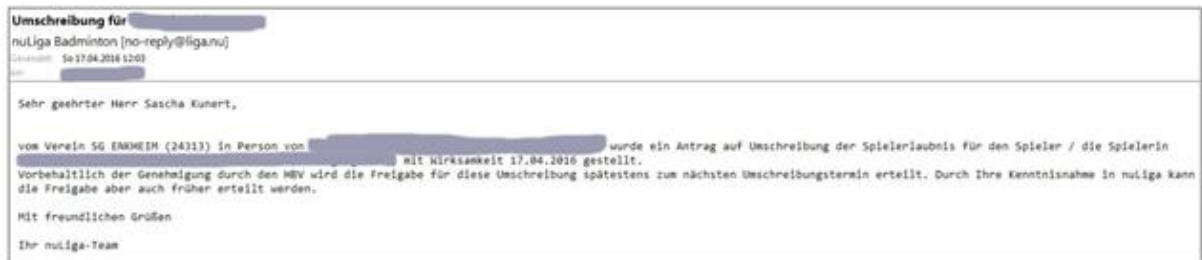 Umschreibung für
nuLiga Badminton [no-reply@liga.nu]
Gesendet: So 17.04.2016 12:03
An:
Sehr geehrter Herr Sascha Kunert,
vom Verein SG ENKHEIM (24313) in Person von wurde ein Antrag auf Umschreibung der Spielerlaubnis für den Spieler / die Spielerin
mit Wirksamkeit 17.04.2016 gestellt.
Vorbehaltlich der Genehmigung durch den HBV wird die Freigabe für diese Umschreibung spätestens zum nächsten Umschreibungstermin erteilt. Durch Ihre Kenntnisnahme in nuLiga kann
die Freigabe aber auch früher erteilt werden.
Mit freundlichen Grüßen
Ihr nuLiga-Team